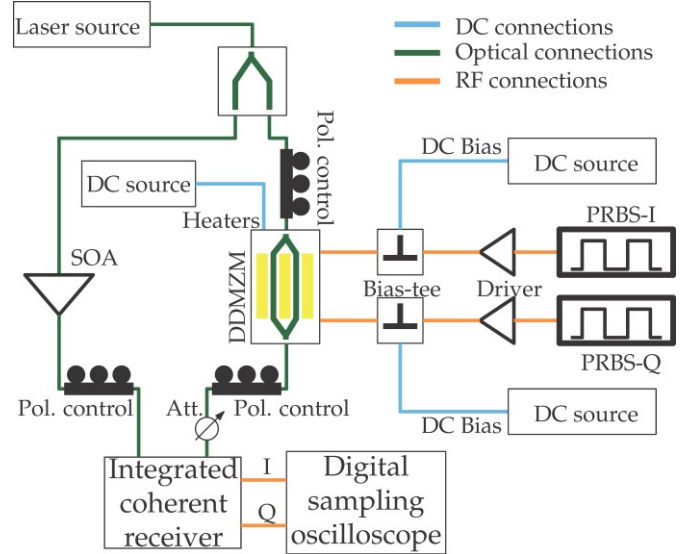 Laser source
DC connections
Optical connections
RF connections
Pol. control
DC Bias
DC source
DC source
Heaters
PRBS-I
SOA
DDMZM
Bias-tee
Driver
PRBS-Q
Pol. control
Att.
Pol. control
DC Bias
DC source
Integrated
coherent
receiver
I
Q
Digital
sampling
oscilloscope